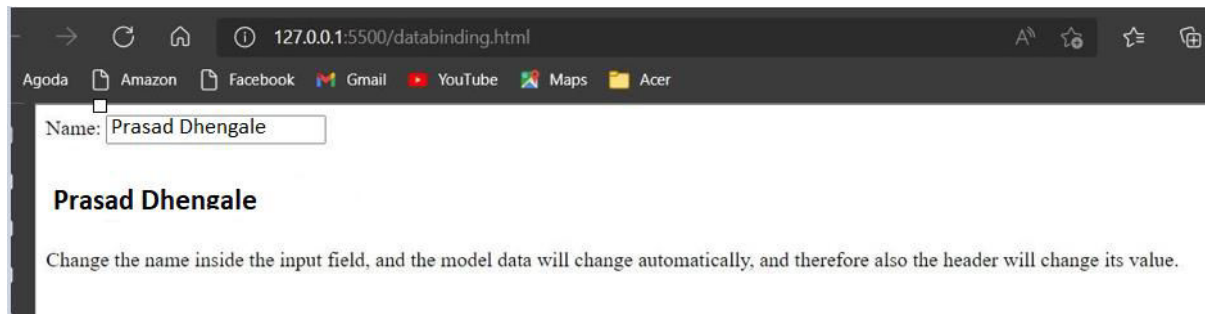 127.0.0.1:5500/databinding.html
Agoda Amazon Facebook Gmail YouTube Maps Acer
Name: Prasad Dhengale
Prasad Dhengale
Change the name inside the input field, and the model data will change automatically, and therefore also the header will change its value.